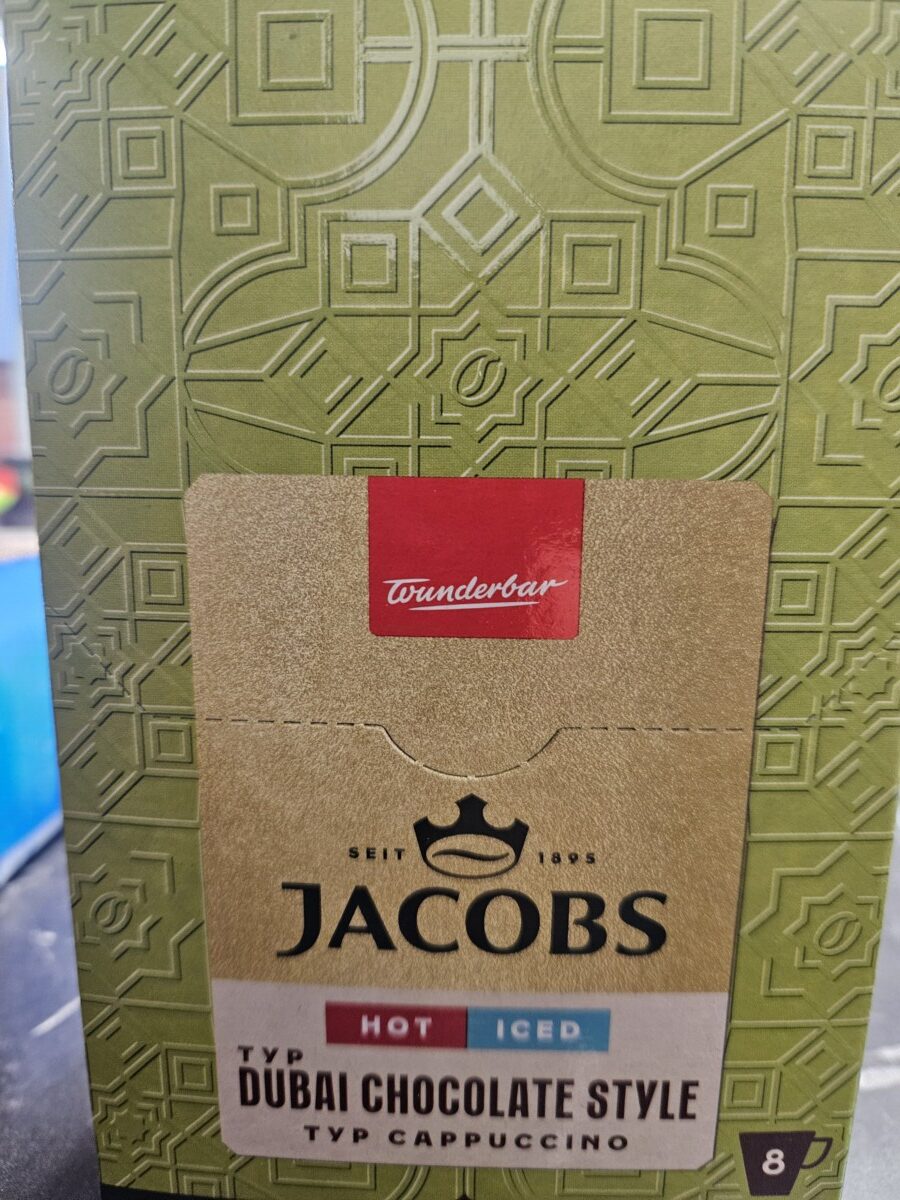 Wunderbar
SEIT 1895
JACOBS
HOT ICED
TYP
DUBAI CHOCOLATE STYLE
TYP CAPPUCCINO
8